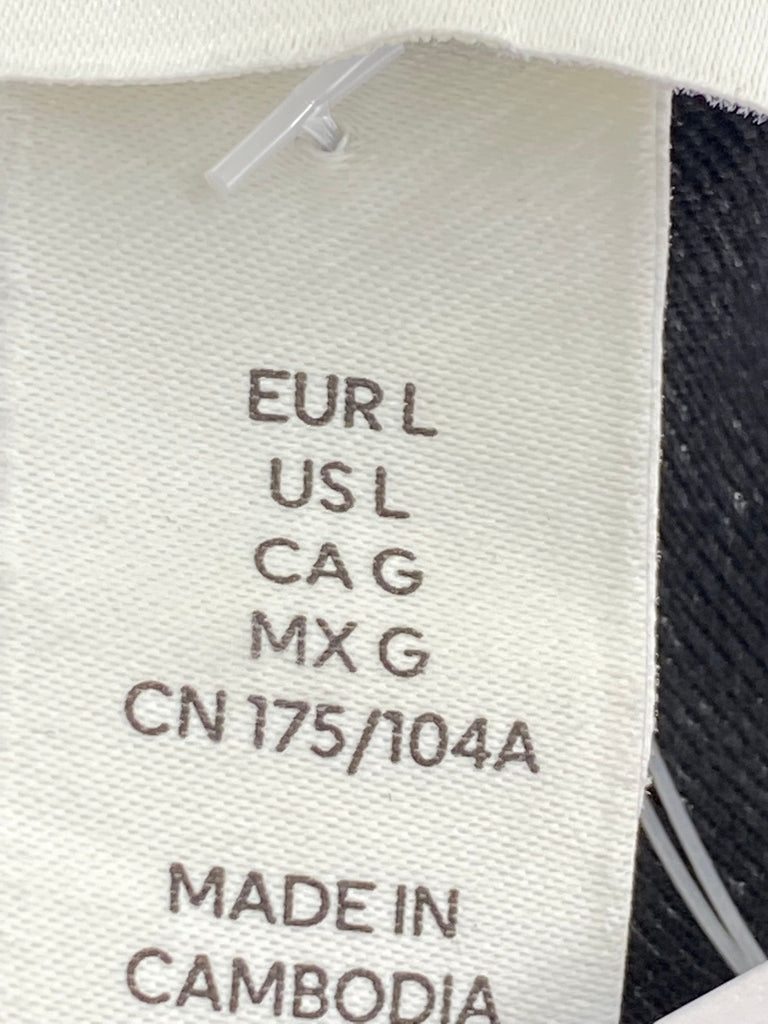 EUR L
US L
CA G
MX G
CN 175/104A
MADE IN
CAMBODIA